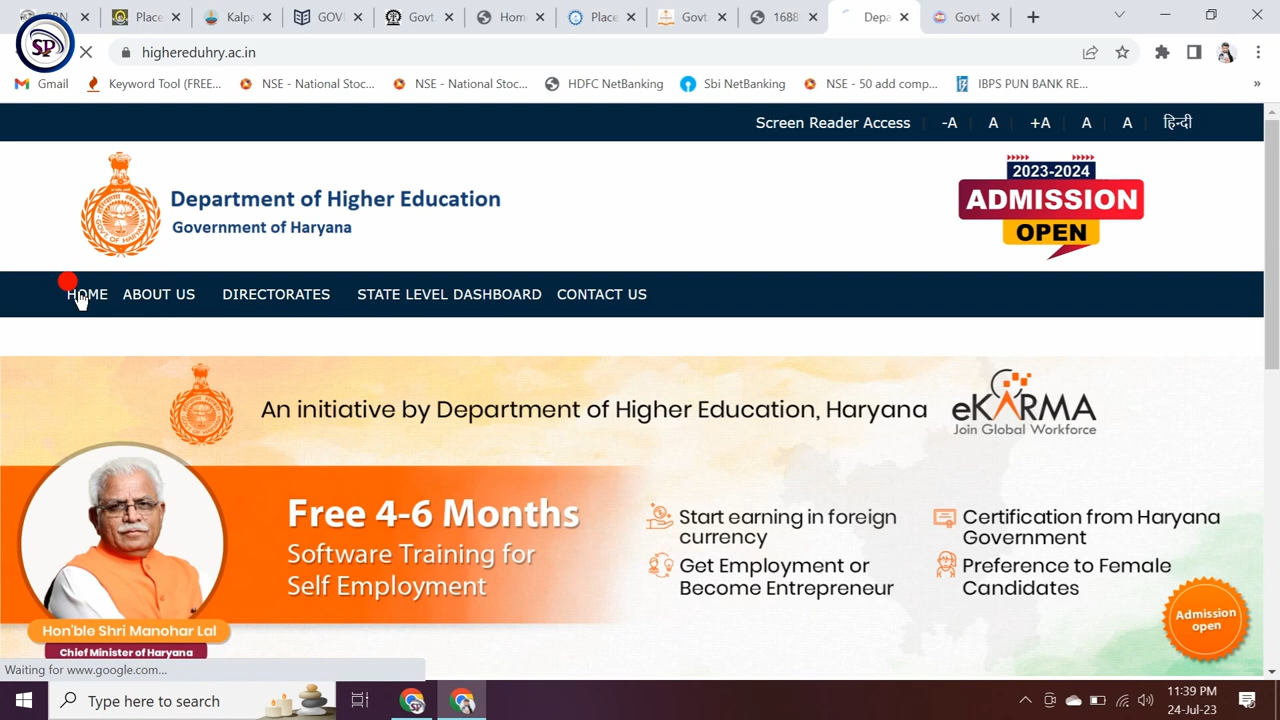 Place
Kalpa
GOVI
Govt.
Hom
Place
Govt.
1688
Depa
Govt.
SP
highereduhry.ac.in
Gmail
Keyword Tool (FREE...
NSE - National Stoc...
NSE - National Stoc...
HDFC NetBanking
Sbi NetBanking
NSE - 50 add comp...
IBPS PUN BANK RE...
»
Screen Reader Access
-A
A
+A
A
A
हिन्दी
Department of Higher Education
Government of Haryana
2023-2024
ADMISSION
OPEN
HOME
ABOUT US
DIRECTORATES
STATE LEVEL DASHBOARD
CONTACT US
An initiative by Department of Higher Education, Haryana
eKARMA
Join Global Workforce
Free 4-6 Months
Software Training for
Self Employment
Start earning in foreign
currency
Get Employment or
Become Entrepreneur
Certification from Haryana
Government
Preference to Female
Candidates
Admission
open
Hon'ble Shri Manohar Lal
Chief Minister of Haryana
Waiting for www.google.com...
Type here to search
11:39 PM
24-Jul-23